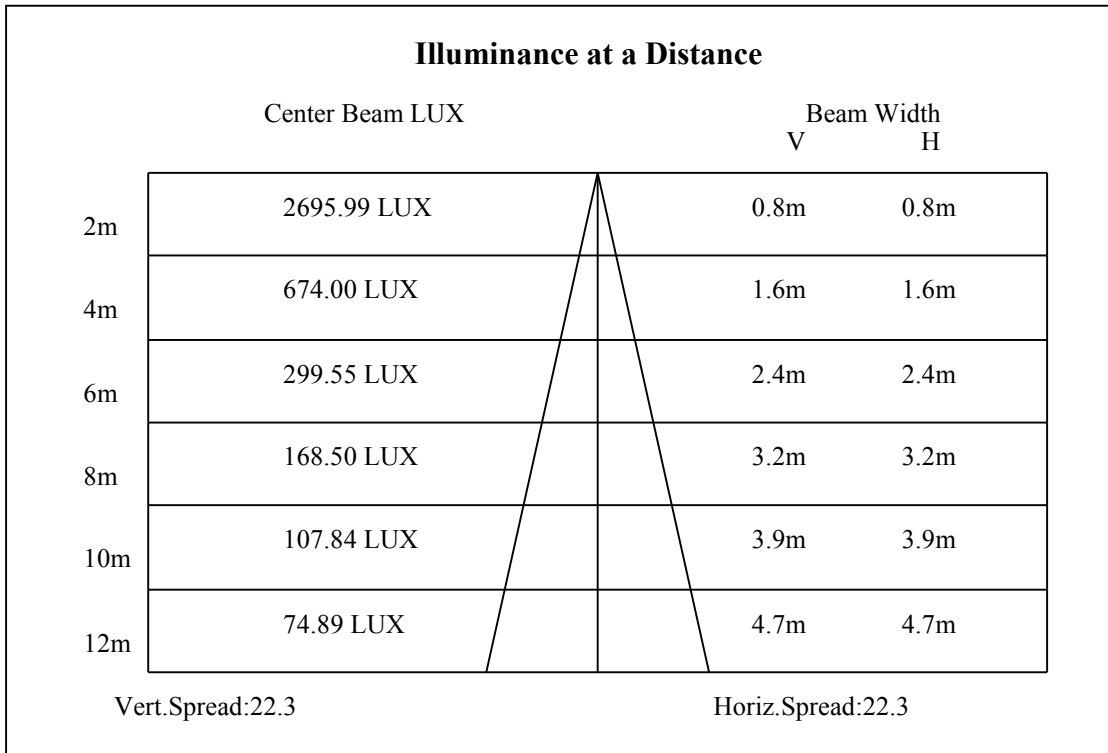 Illuminance at a Distance
Center Beam LUX Beam Width
V H
2m 2695.99 LUX 0.8m 0.8m
4m 674.00 LUX 1.6m 1.6m
6m 299.55 LUX 2.4m 2.4m
8m 168.50 LUX 3.2m 3.2m
10m 107.84 LUX 3.9m 3.9m
12m 74.89 LUX 4.7m 4.7m
Vert.Spread:22.3 Horiz.Spread:22.3